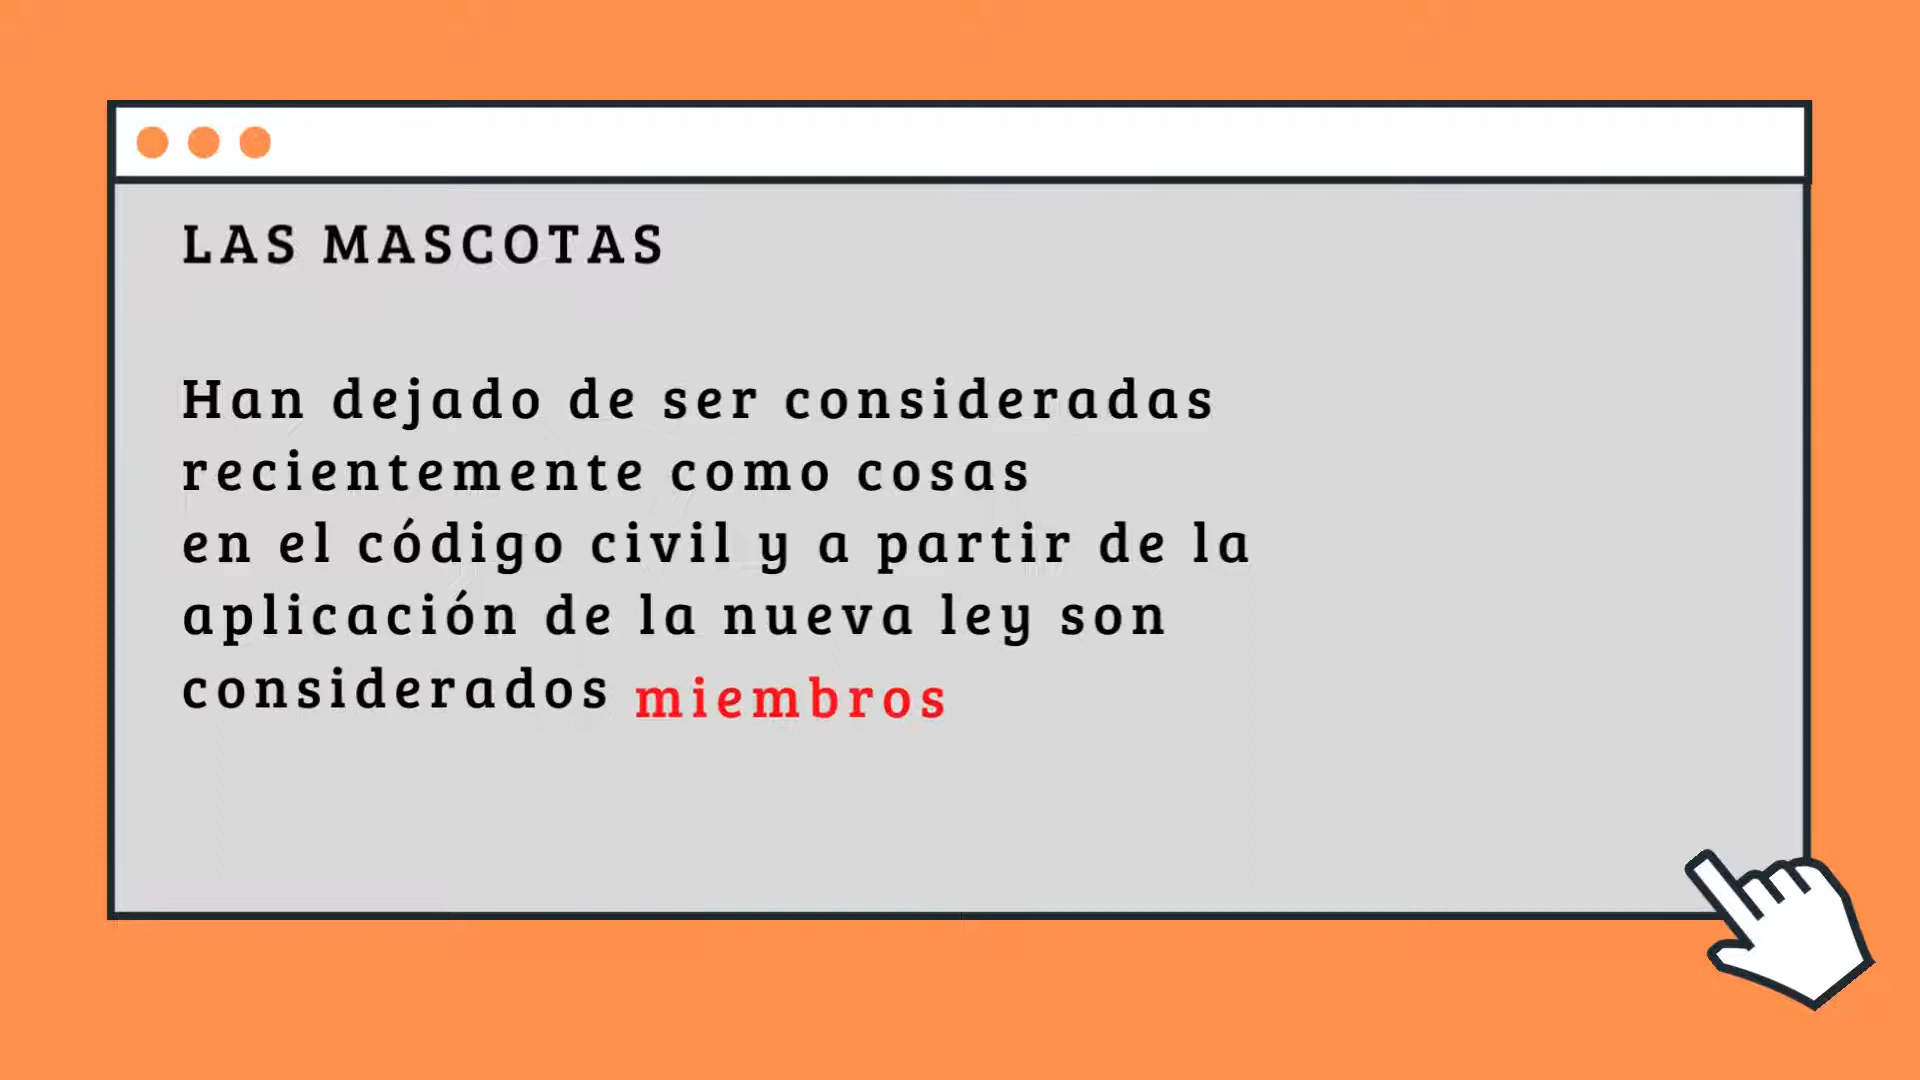 LAS MASCOTAS
Han dejado de ser consideradas
recientemente como cosas
en el código civil y a partir de la
aplicación de la nueva ley son
considerados miembros